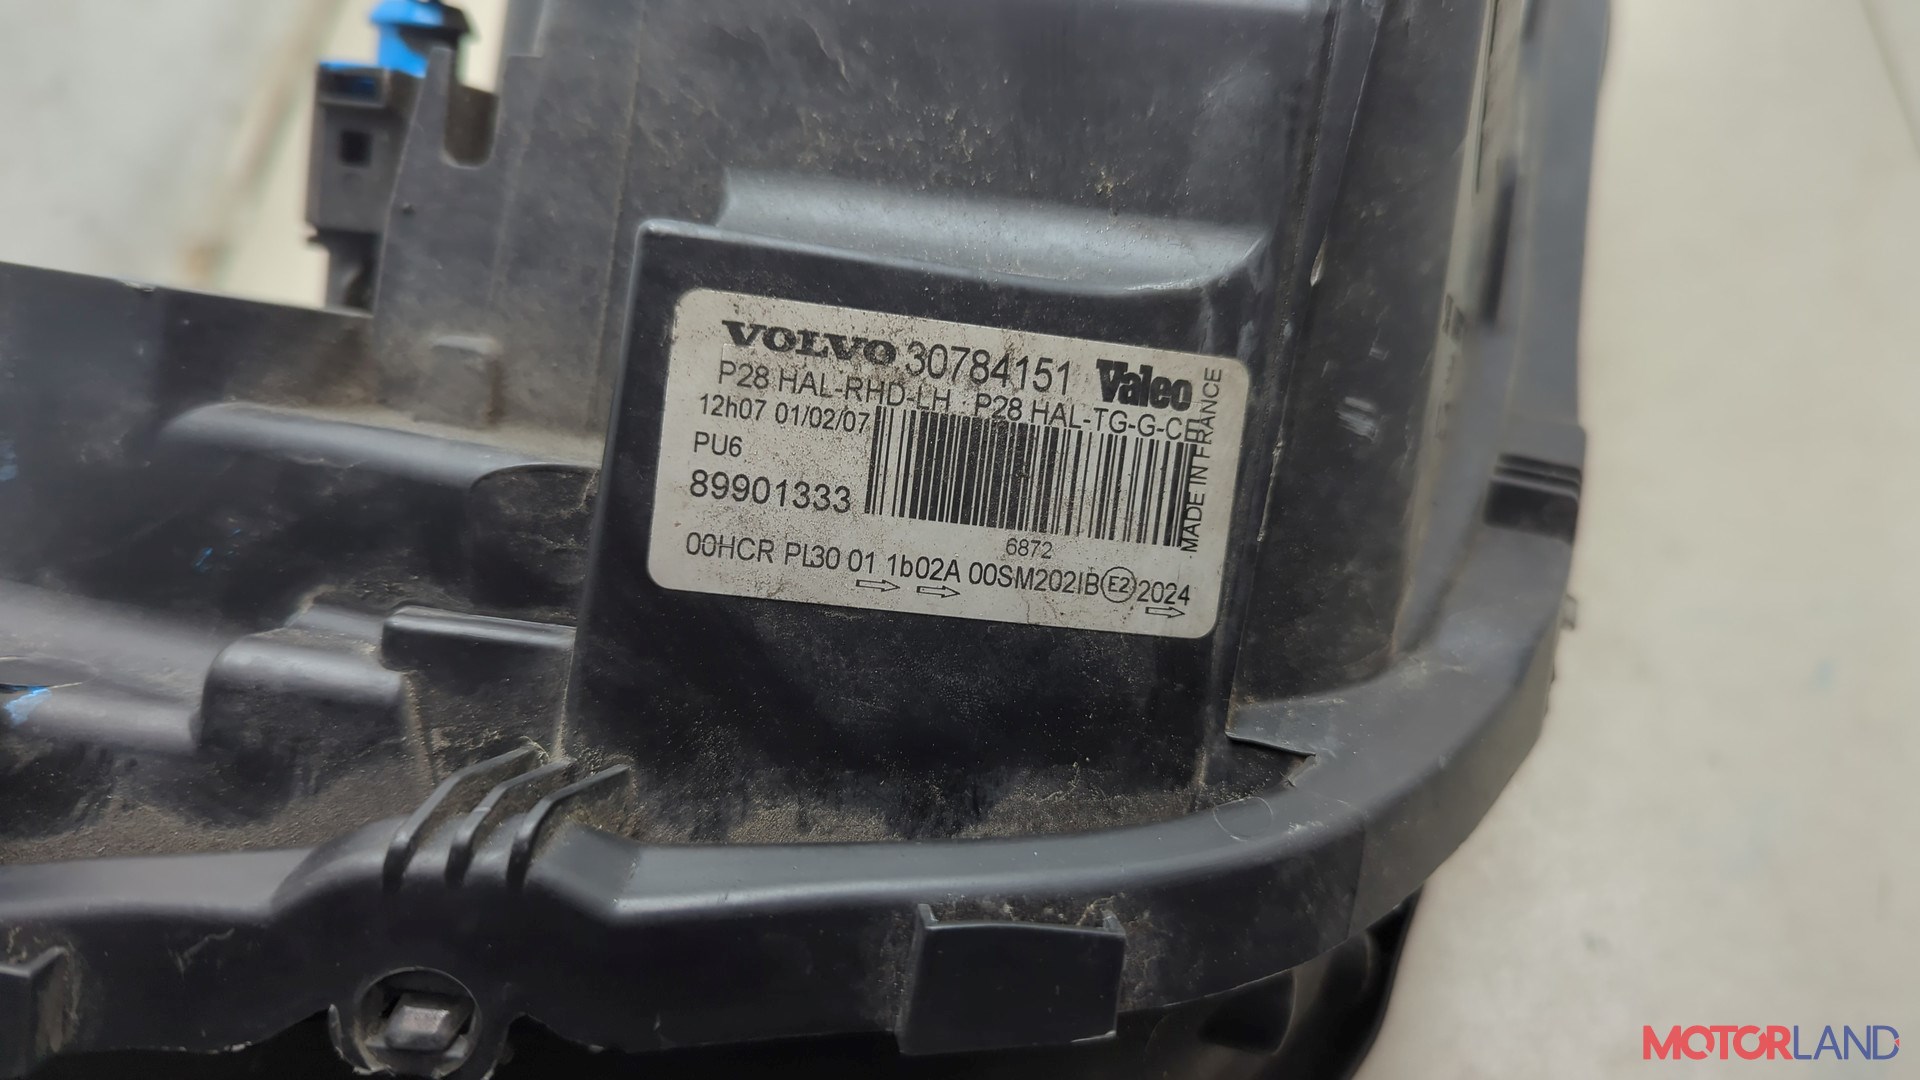 VOLVO 30784151 Valeo
P28 HAL-RHD-LH P28 HAL-TG-G-CE
12h07 01/02/07
PU6
89901333
6872
00HCR PL30 01 1b02A 00SM202IB E2 2024
MADE IN FRANCE
MOTORLAND